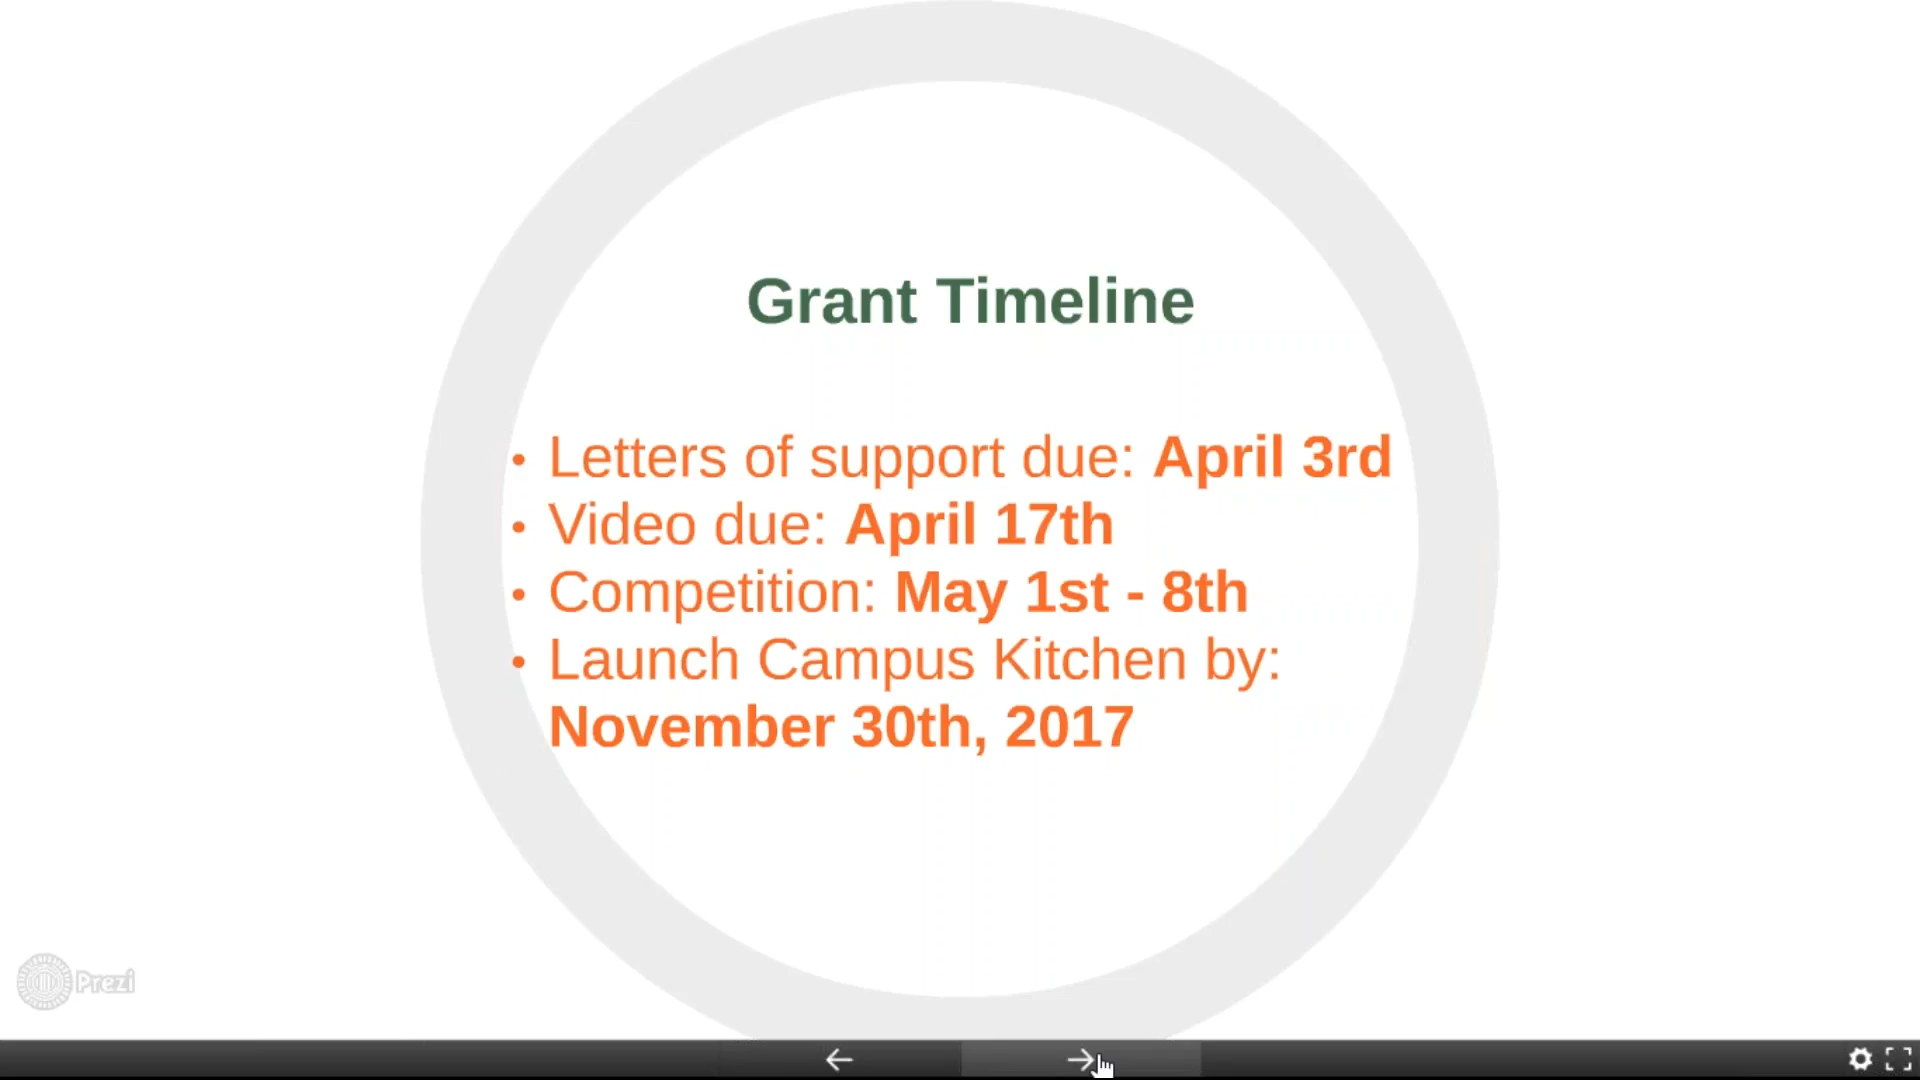 Grant Timeline
• Letters of support due: April 3rd
• Video due: April 17th
• Competition: May 1st - 8th
• Launch Campus Kitchen by:
November 30th, 2017
Prezi